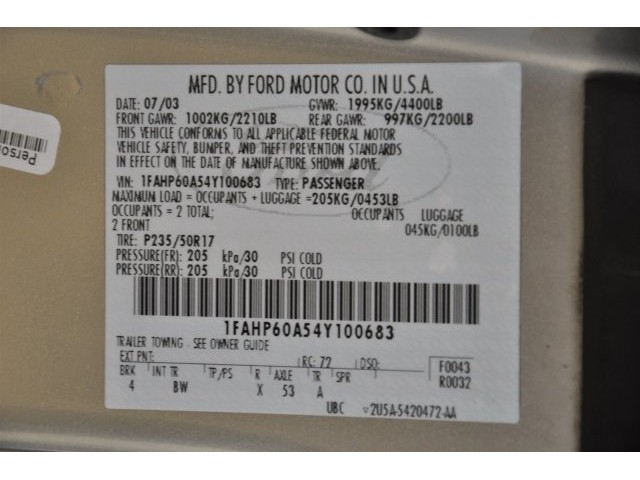 MFD. BY FORD MOTOR CO. IN U.S.A.
DATE: 07/03 GVWR: 1995KG/4400LB
FRONT GAWR: 1002KG/2210LB REAR GAWR: 997KG/2200LB
THIS VEHICLE CONFORMS TO ALL APPLICABLE FEDERAL MOTOR
VEHICLE SAFETY, BUMPER, AND THEFT PREVENTION STANDARDS
IN EFFECT ON THE DATE OF MANUFACTURE SHOWN ABOVE.
VIN: 1FAHP60A54Y100683 TYPE: PASSENGER
MAXIMUM LOAD = OCCUPANTS + LUGGAGE =205KG/0453LB
OCCUPANTS = 2 TOTAL; OCCUPANTS LUGGAGE
2 FRONT 045KG/0100LB
TIRE: P235/50R17
PRESSURE(FR): 205 kPa/30 PSI COLD
PRESSURE(RR): 205 kPa/30 PSI COLD
1FAHP60A54Y100683
TRAILER TOWING - SEE OWNER GUIDE
EXT PNT: RC: 72 DSO: F0043
BRK INT TR TP/PS R AXLE TR SPR R0032
4 BW X 53 A
UBC 2U5A-5420472-AA
Person